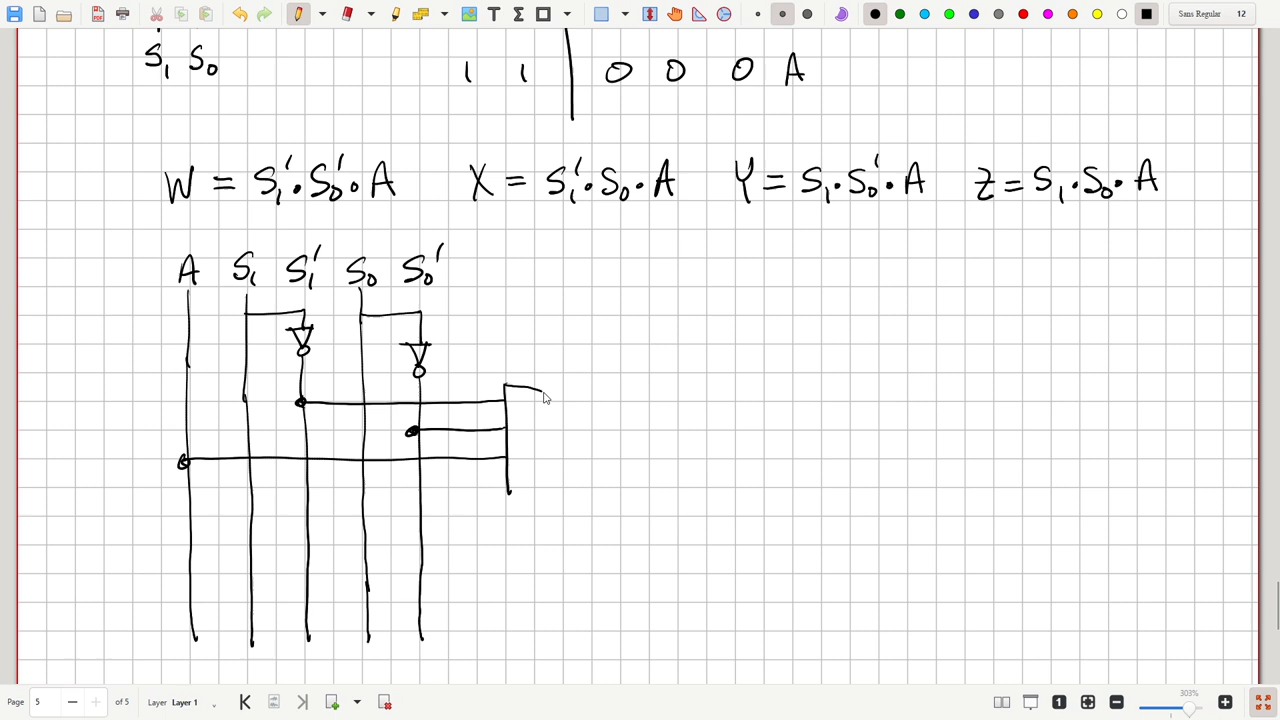 Sans Regular 12
S₁ S₀
1 1 0 0 0 A
W = S₁'·S₀'·A X = S₁'·S₀·A Y = S₁·S₀'·A Z = S₁·S₀·A
A S₁ S₁' S₀ S₀'
Page 5 of 5 Layer Layer 1 303%